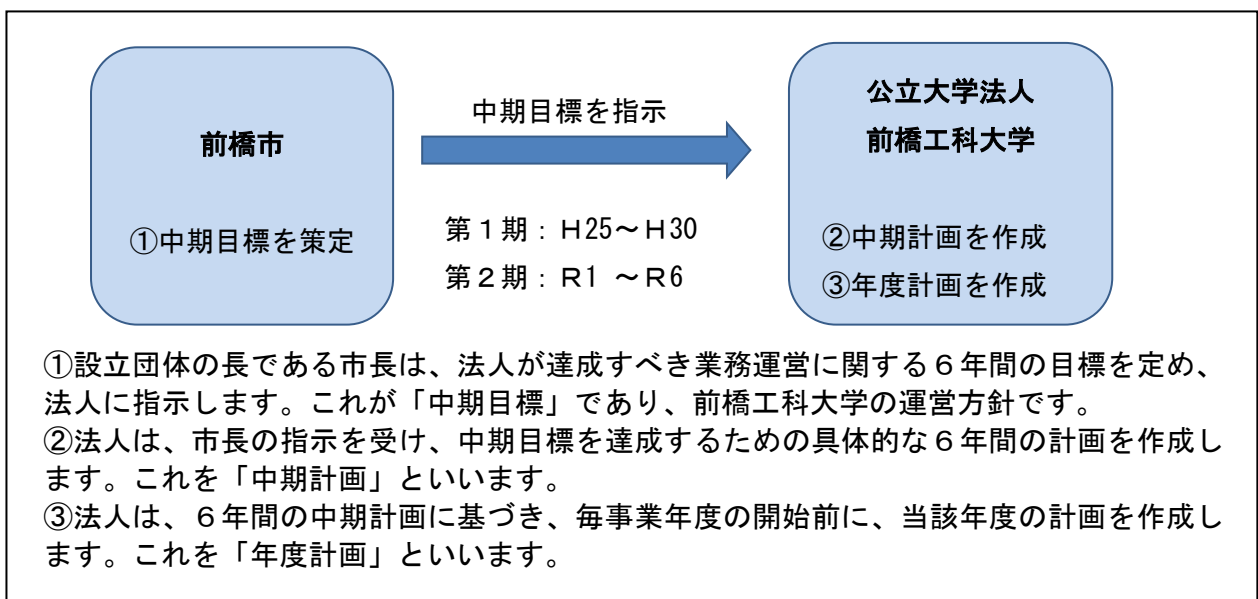 前橋市
①中期目標を策定
中期目標を指示
第１期：Ｈ25～Ｈ30
第２期：Ｒ1 ～Ｒ6
公立大学法人
前橋工科大学
②中期計画を作成
③年度計画を作成
①設立団体の長である市長は、法人が達成すべき業務運営に関する６年間の目標を定め、
法人に指示します。これが「中期目標」であり、前橋工科大学の運営方針です。
②法人は、市長の指示を受け、中期目標を達成するための具体的な６年間の計画を作成し
ます。これを「中期計画」といいます。
③法人は、６年間の中期計画に基づき、毎事業年度の開始前に、当該年度の計画を作成し
ます。これを「年度計画」といいます。